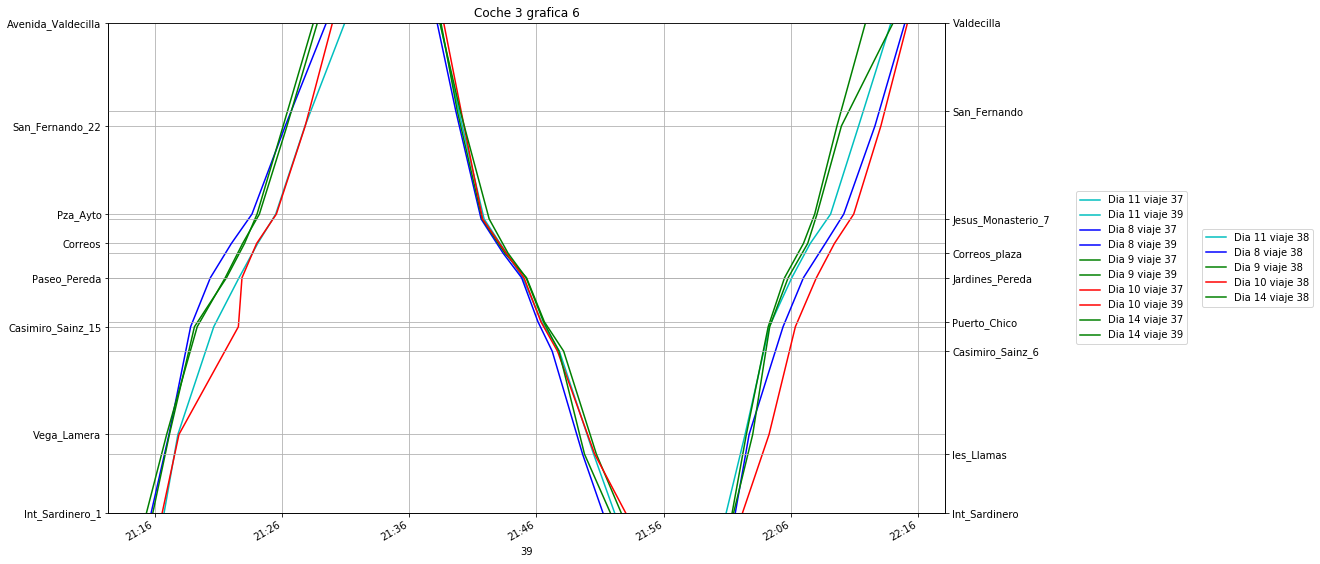 Coche 3 grafica 6
Avenida_Valdecilla
San_Fernando_22
Pza_Ayto
Correos
Paseo_Pereda
Casimiro_Sainz_15
Vega_Lamera
Int_Sardinero_1
Valdecilla
San_Fernando
Jesus_Monasterio_7
Correos_plaza
Jardines_Pereda
Puerto_Chico
Casimiro_Sainz_6
Ies_Llamas
Int_Sardinero
21:16
21:26
21:36
21:46
21:56
22:06
22:16
39
Dia 11 viaje 37
Dia 11 viaje 39
Dia 8 viaje 37
Dia 8 viaje 39
Dia 9 viaje 37
Dia 9 viaje 39
Dia 10 viaje 37
Dia 10 viaje 39
Dia 14 viaje 37
Dia 14 viaje 39
Dia 11 viaje 38
Dia 8 viaje 38
Dia 9 viaje 38
Dia 10 viaje 38
Dia 14 viaje 38